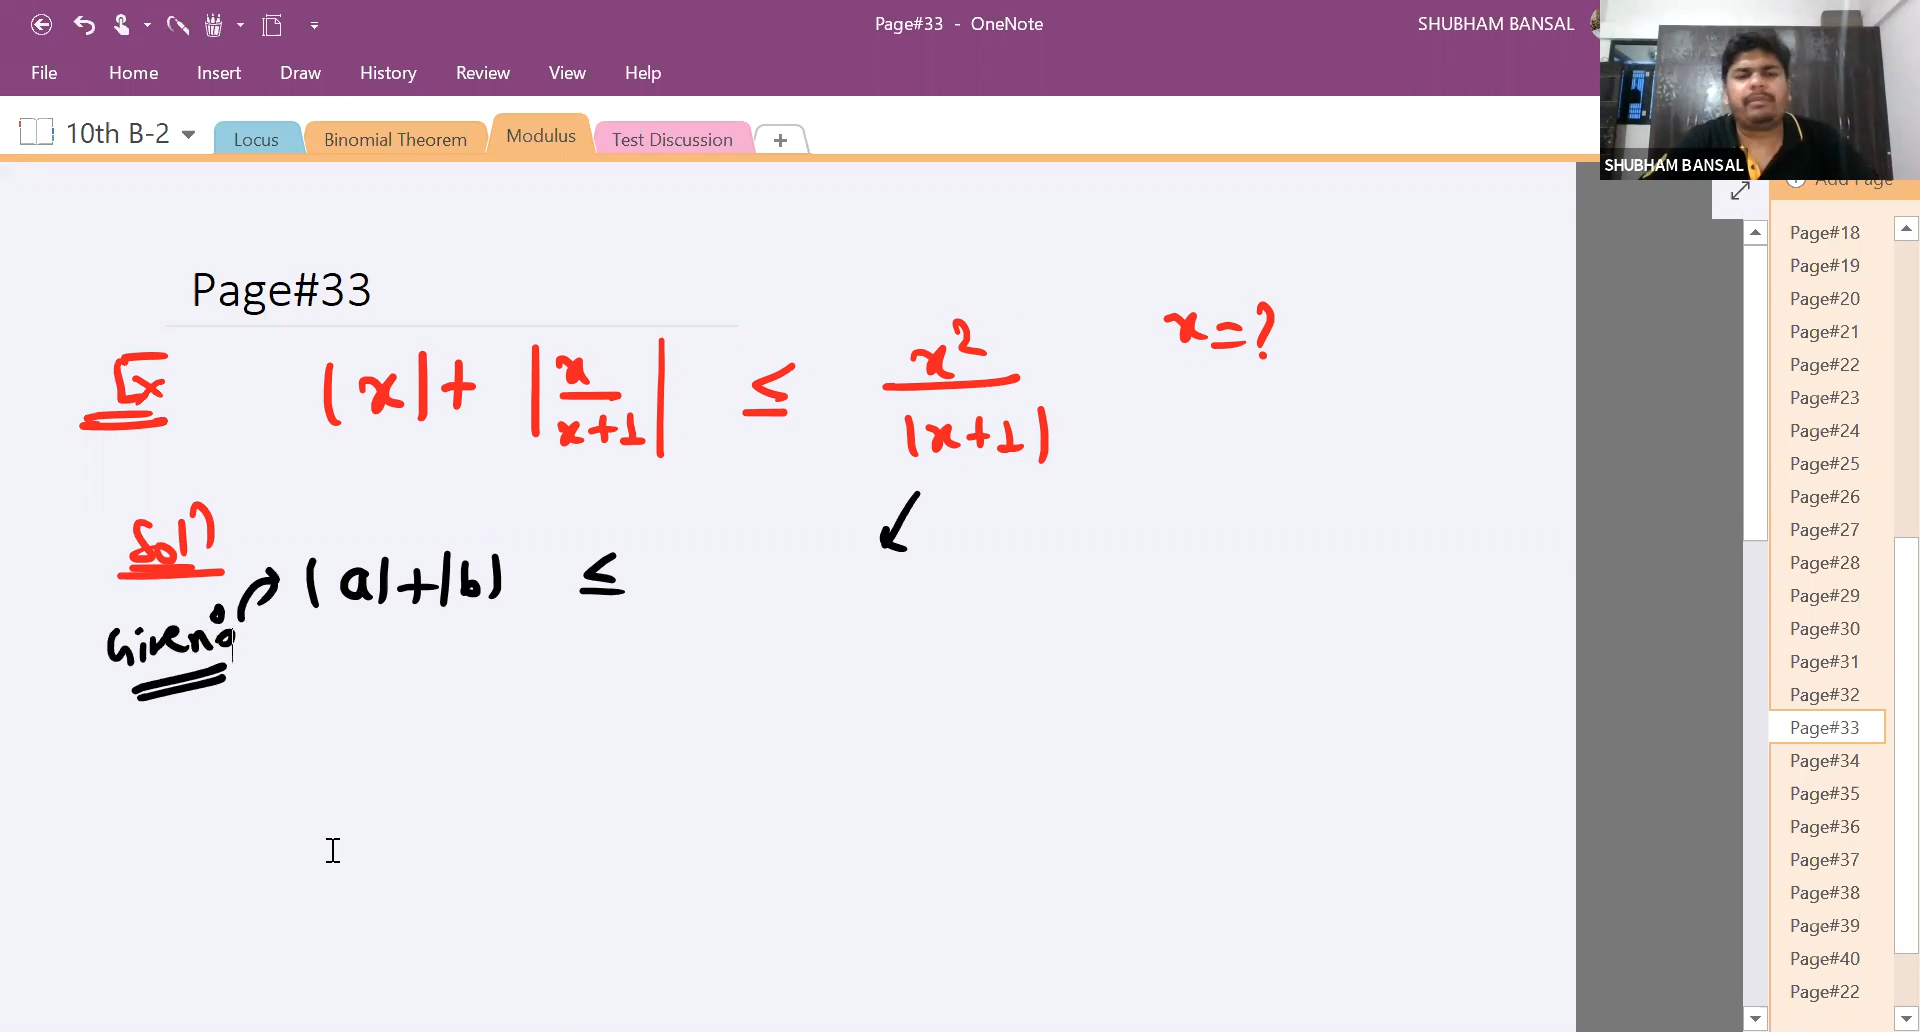 Page#33 - OneNote
SHUBHAM BANSAL
File Home Insert Draw History Review View Help
10th B-2 Locus Binomial Theorem Modulus Test Discussion +
SHUBHAM BANSAL
Add Page
Page#33
x = ?
Ex |x| + |x/(x+1)| ≤ x²/|x+1|
Solⁿ
|a| + |b| ≤
Given:
Page#18
Page#19
Page#20
Page#21
Page#22
Page#23
Page#24
Page#25
Page#26
Page#27
Page#28
Page#29
Page#30
Page#31
Page#32
Page#33
Page#34
Page#35
Page#36
Page#37
Page#38
Page#39
Page#40
Page#22